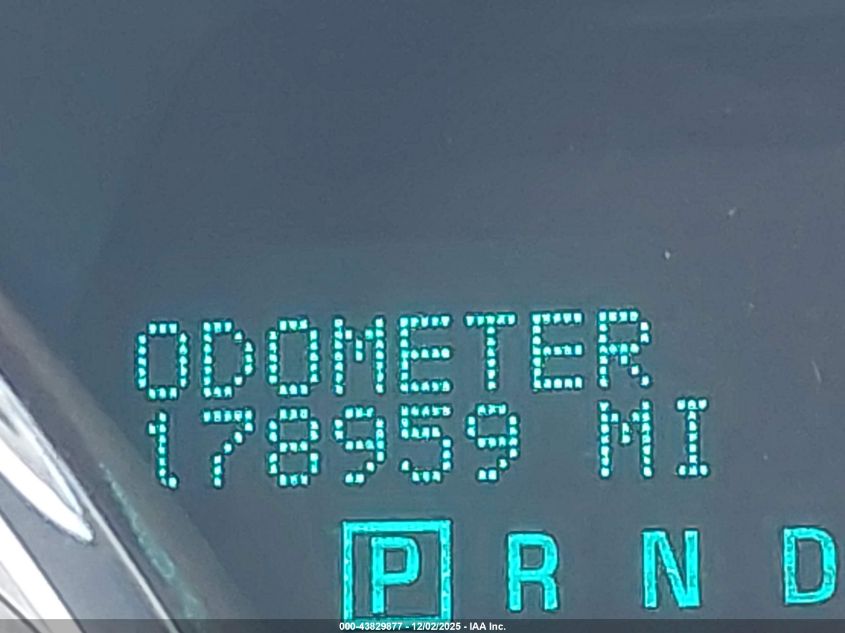 ODOMETER
178959 MI
P R N D
000-43829877 - 12/02/2025 - IAA Inc.